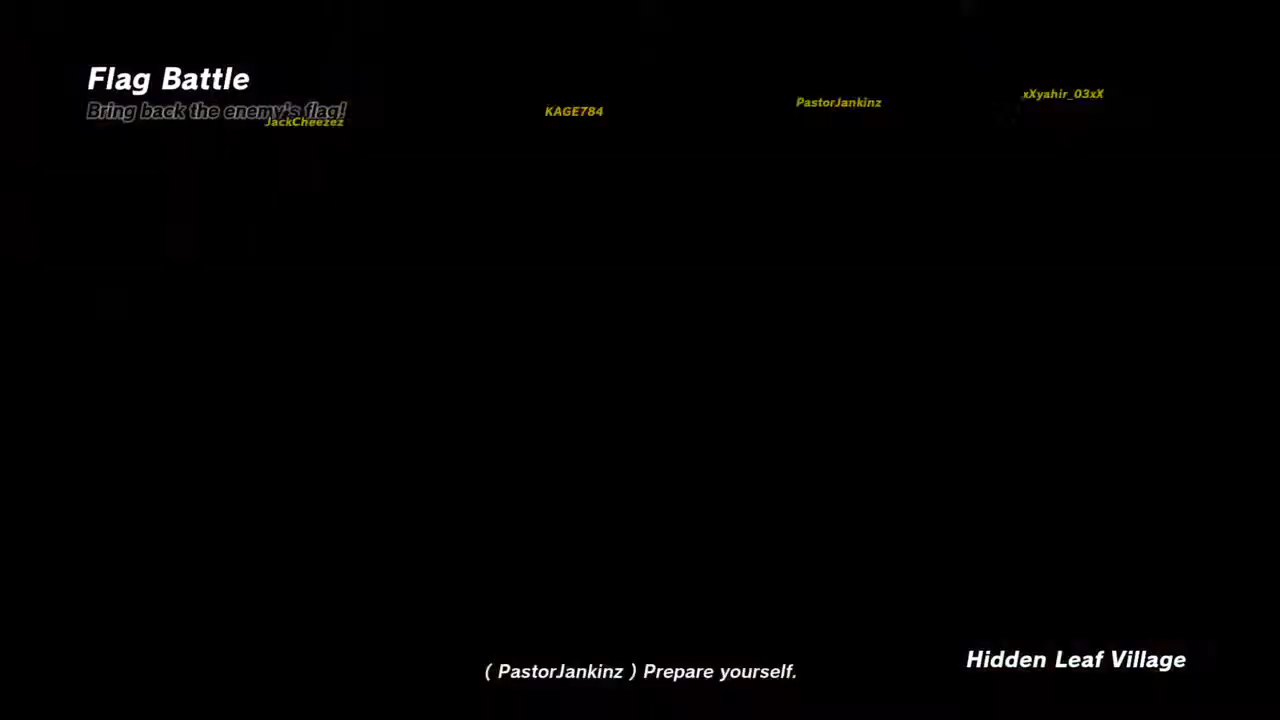 Flag Battle
Bring back the enemy's flag!
JackCheezez
KAGE784
PastorJankinz
xXyahir_03xX
( PastorJankinz ) Prepare yourself.
Hidden Leaf Village